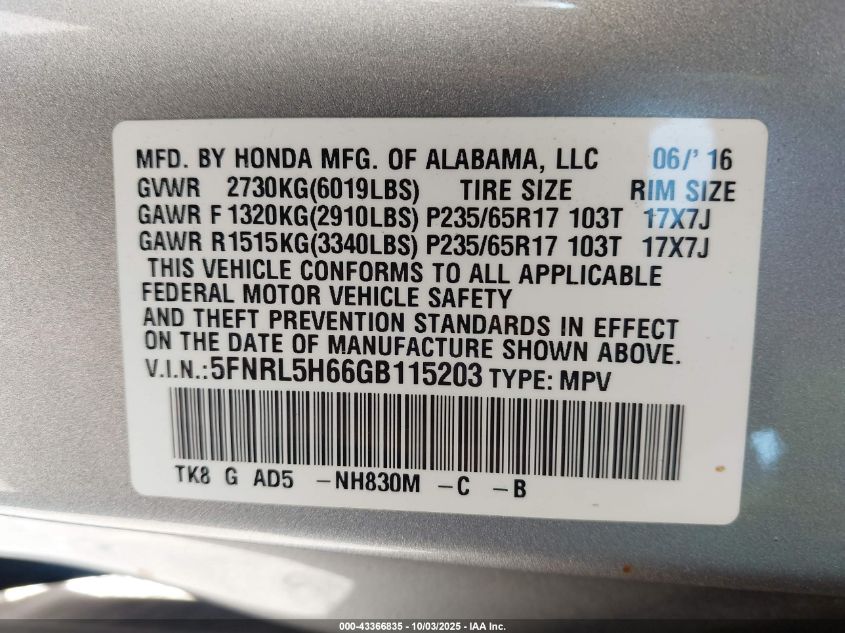 MFD. BY HONDA MFG. OF ALABAMA, LLC 06/'16
GVWR 2730KG(6019LBS) TIRE SIZE RIM SIZE
GAWR F1320KG(2910LBS) P235/65R17 103T 17X7J
GAWR R1515KG(3340LBS) P235/65R17 103T 17X7J
THIS VEHICLE CONFORMS TO ALL APPLICABLE
FEDERAL MOTOR VEHICLE SAFETY
AND THEFT PREVENTION STANDARDS IN EFFECT
ON THE DATE OF MANUFACTURE SHOWN ABOVE.
V.I.N.:5FNRL5H66GB115203 TYPE: MPV
TK8 G AD5 -NH830M -C -B
000-43366835 - 10/03/2025 - IAA Inc.